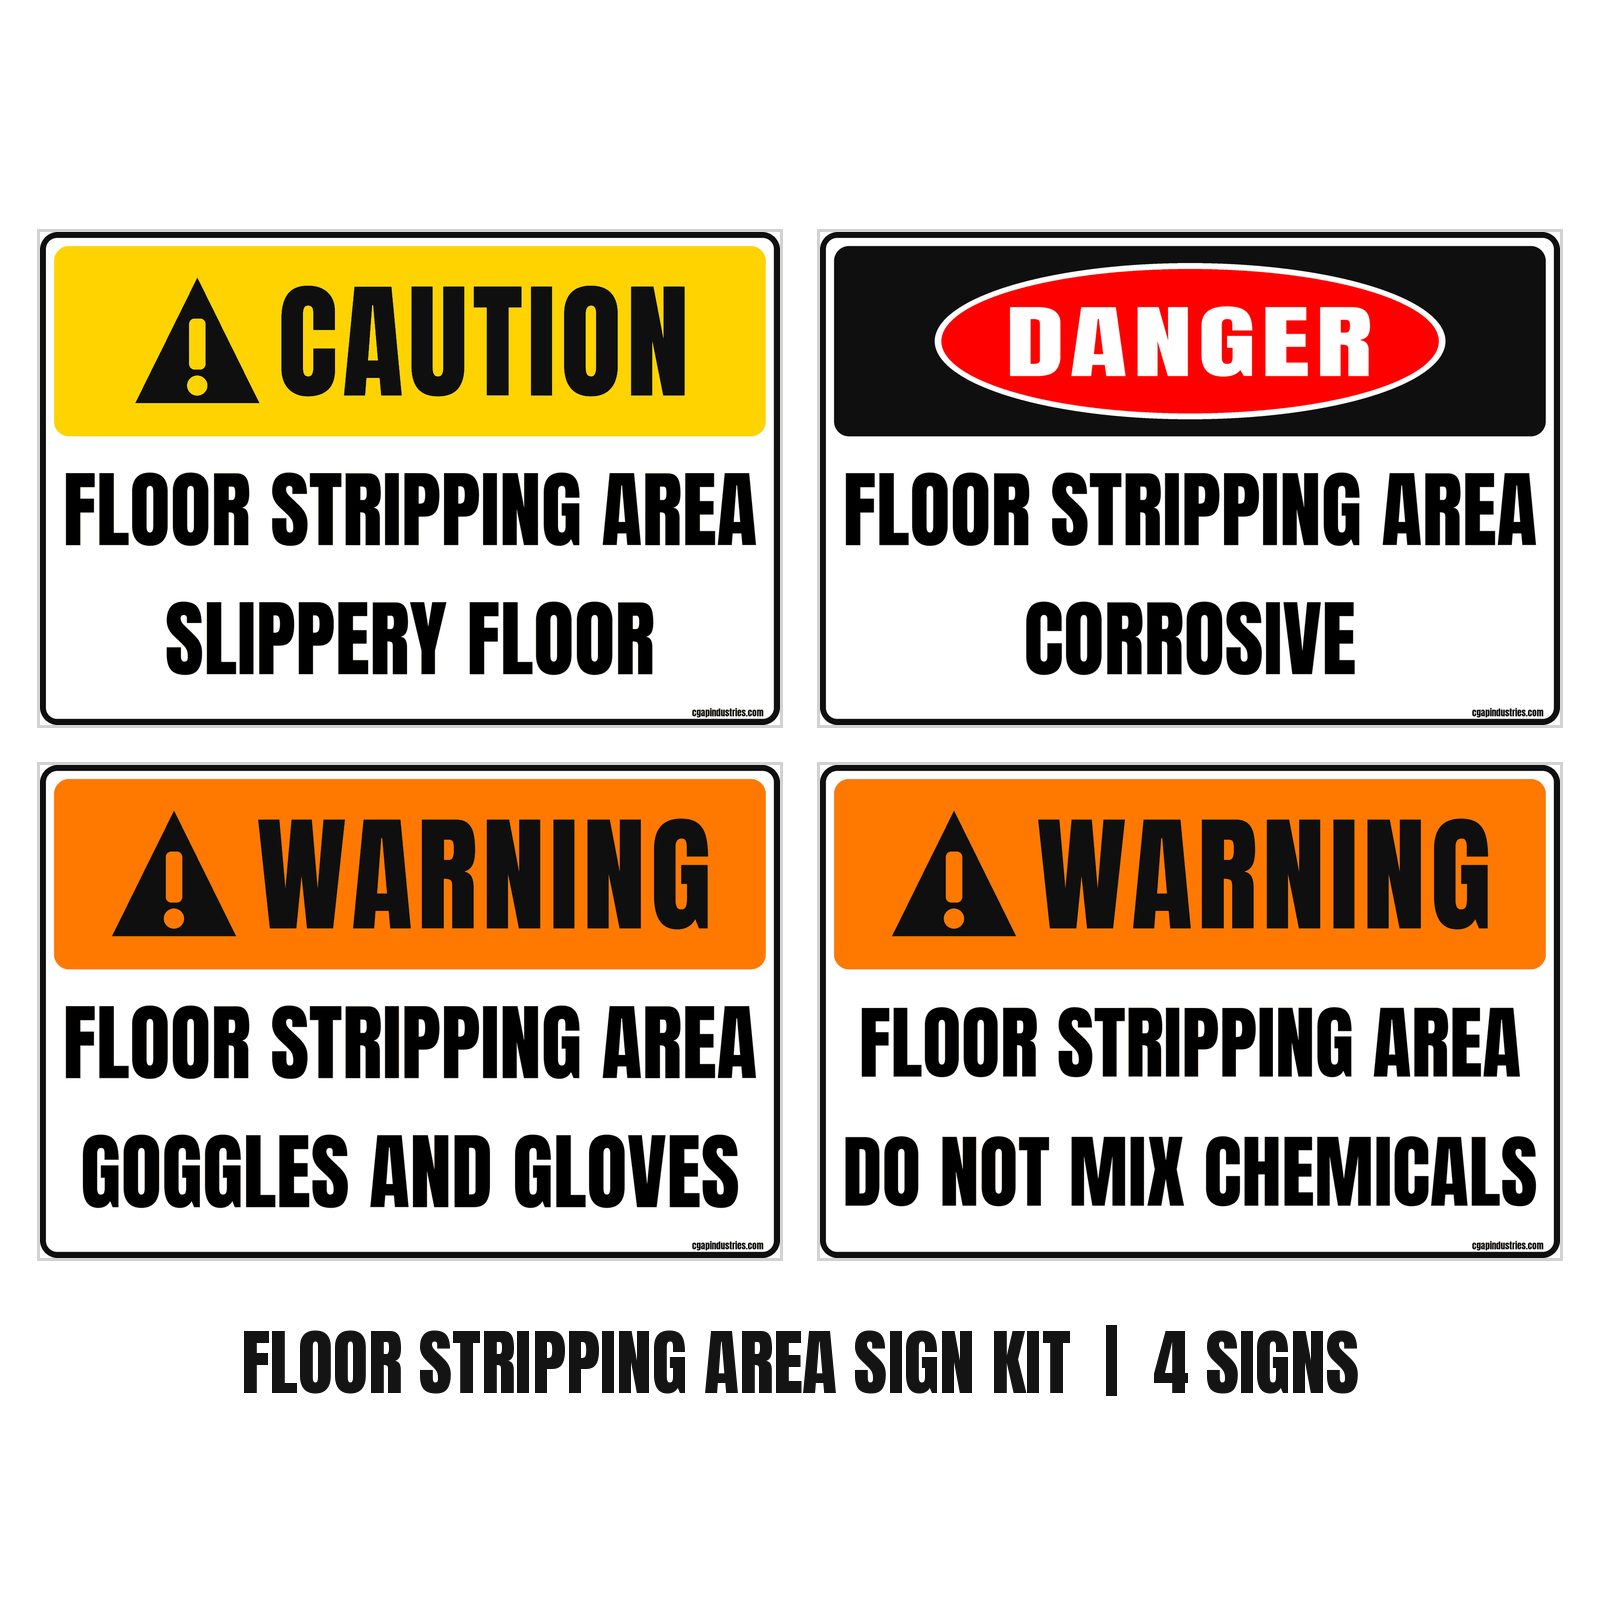 CAUTION
FLOOR STRIPPING AREA
SLIPPERY FLOOR
cgapindustries.com
DANGER
FLOOR STRIPPING AREA
CORROSIVE
cgapindustries.com
WARNING
FLOOR STRIPPING AREA
GOGGLES AND GLOVES
cgapindustries.com
WARNING
FLOOR STRIPPING AREA
DO NOT MIX CHEMICALS
cgapindustries.com
FLOOR STRIPPING AREA SIGN KIT | 4 SIGNS